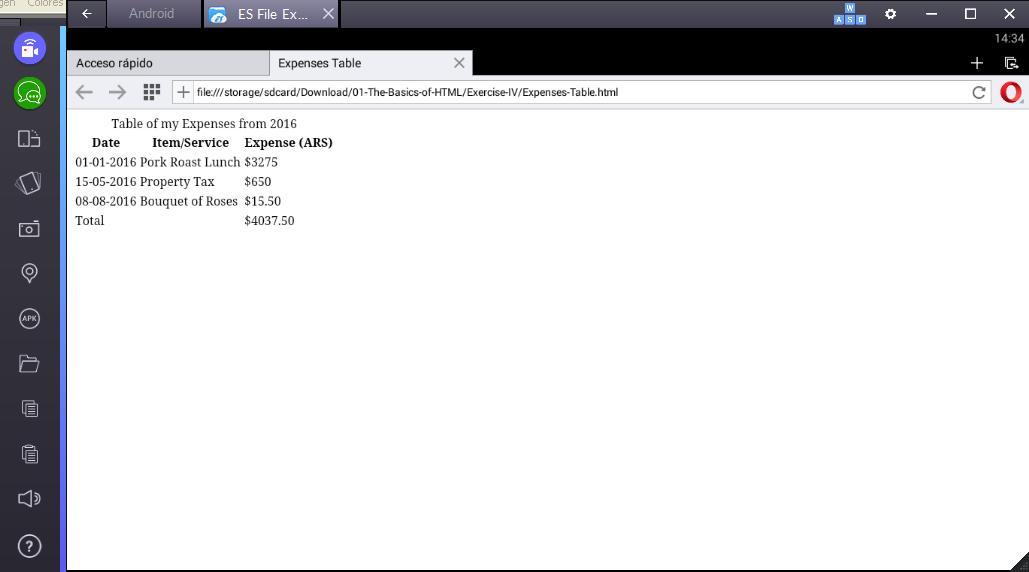 gen Colores
Android
ES File Ex...
W
A S D
14:34
Acceso rápido
Expenses Table
file:///storage/sdcard/Download/01-The-Basics-of-HTML/Exercise-IV/Expenses-Table.html
Table of my Expenses from 2016
Date Item/Service Expense (ARS)
01-01-2016 Pork Roast Lunch $3275
15-05-2016 Property Tax $650
08-08-2016 Bouquet of Roses $15.50
Total $4037.50
APK
?